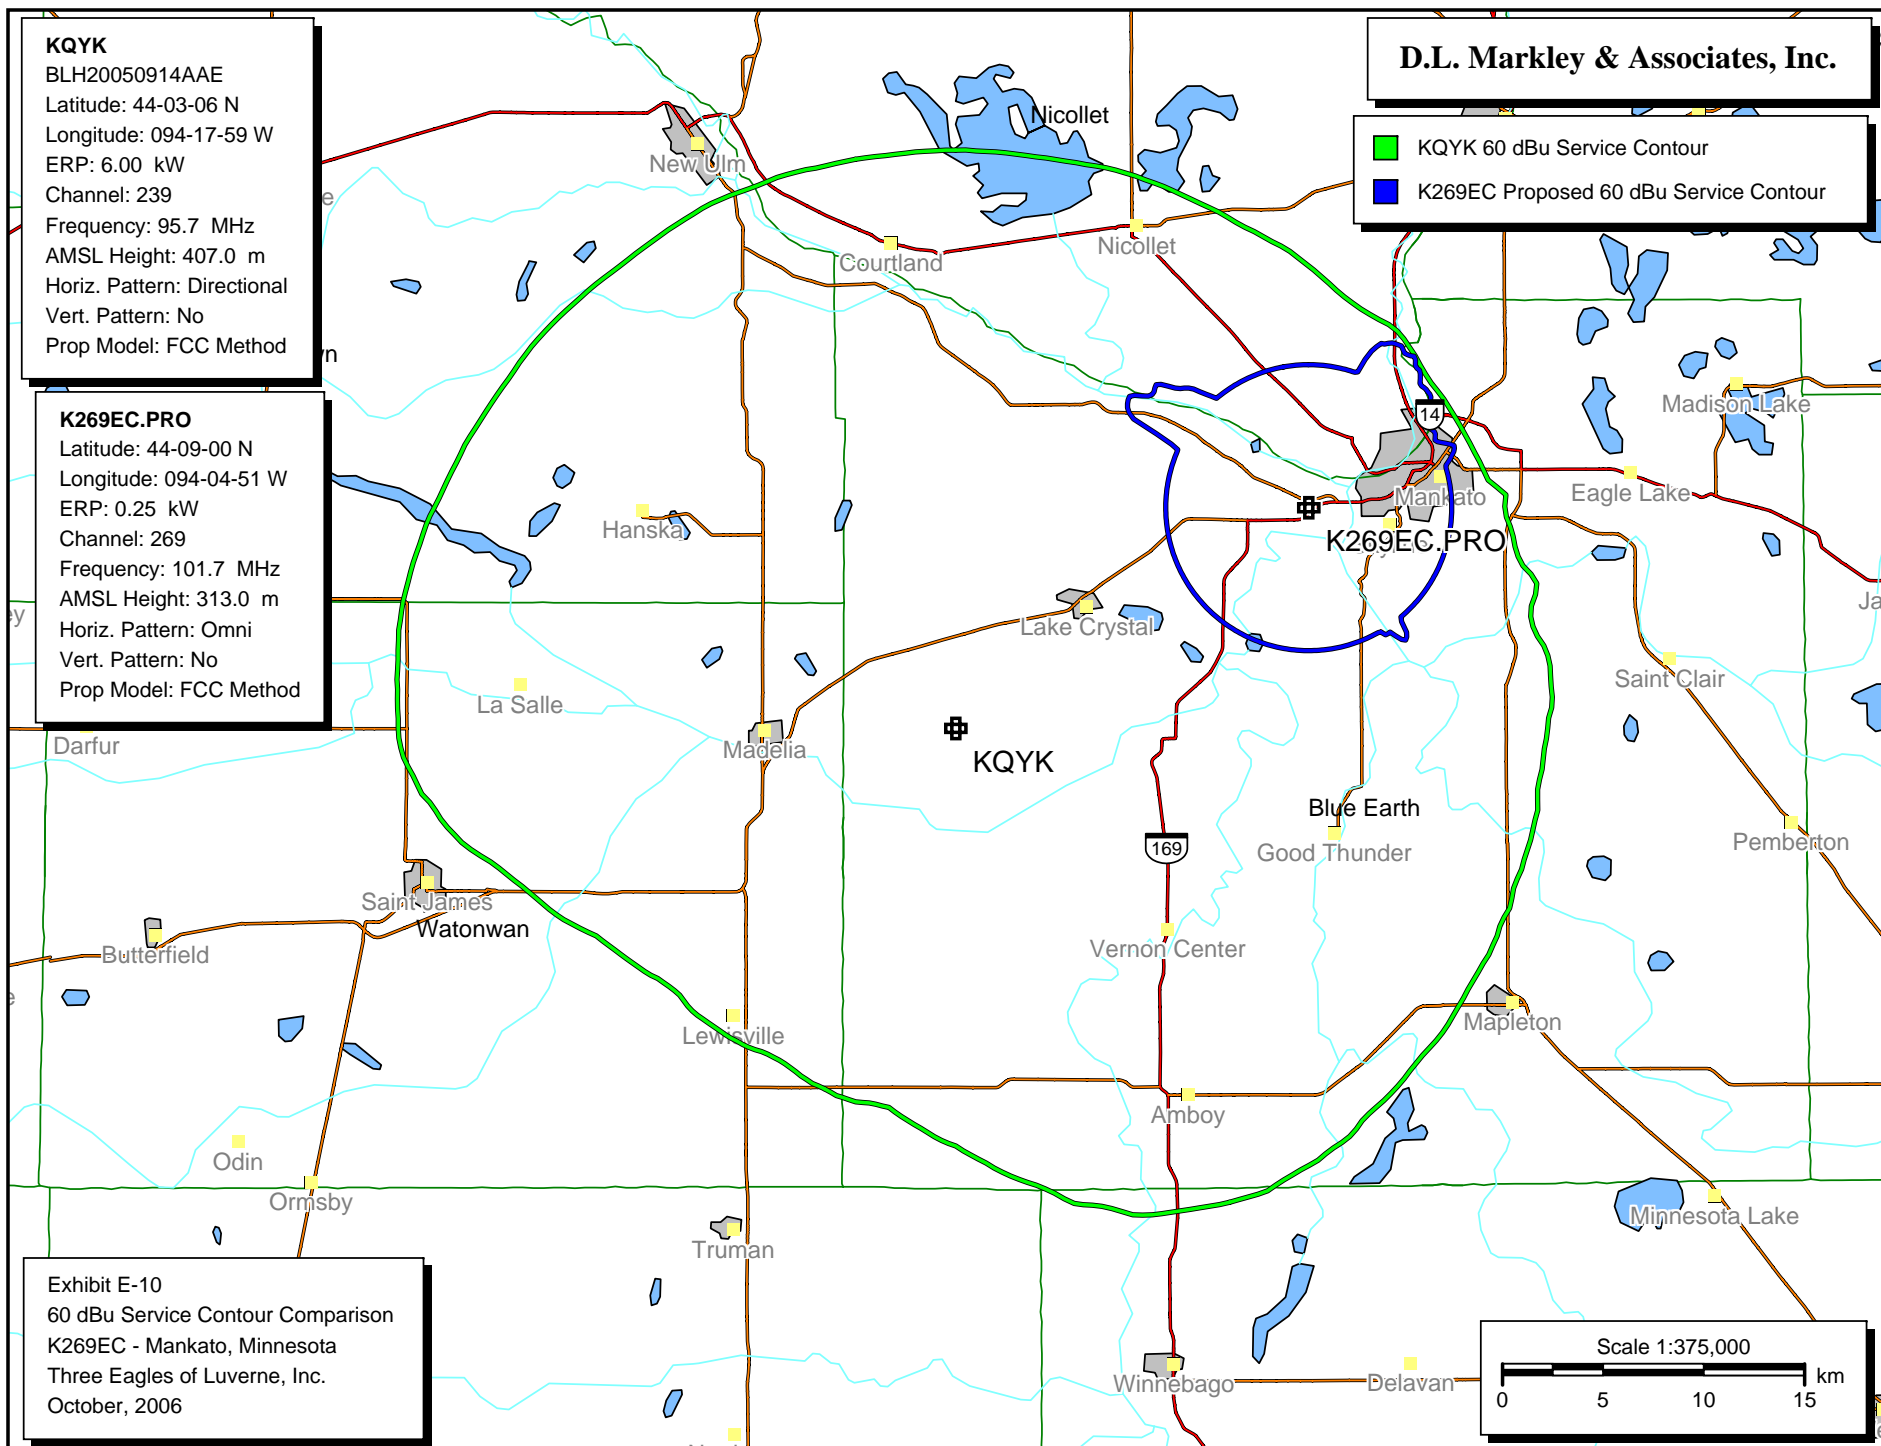 KQYK
BLH20050914AAE
Latitude: 44-03-06 N
Longitude: 094-17-59 W
ERP: 6.00 kW
Channel: 239
Frequency: 95.7 MHz
AMSL Height: 407.0 m
Horiz. Pattern: Directional
Vert. Pattern: No
Prop Model: FCC Method
K269EC.PRO
Latitude: 44-09-00 N
Longitude: 094-04-51 W
ERP: 0.25 kW
Channel: 269
Frequency: 101.7 MHz
AMSL Height: 313.0 m
Horiz. Pattern: Omni
Vert. Pattern: No
Prop Model: FCC Method
D.L. Markley & Associates, Inc.
KQYK 60 dBu Service Contour
K269EC Proposed 60 dBu Service Contour
Nicollet
New Ulm
Courtland
Nicollet
Madison Lake
14
Mankato
Eagle Lake
Hanska
K269EC.PRO
Lake Crystal
Saint Clair
La Salle
Darfur
Madelia
KQYK
Blue Earth
Good Thunder
169
Pemberton
Saint James
Watonwan
Butterfield
Vernon Center
Lewisville
Mapleton
Amboy
Odin
Ormsby
Truman
Minnesota Lake
Winnebago
Delavan
Exhibit E-10
60 dBu Service Contour Comparison
K269EC - Mankato, Minnesota
Three Eagles of Luverne, Inc.
October, 2006
Scale 1:375,000
km
0 5 10 15